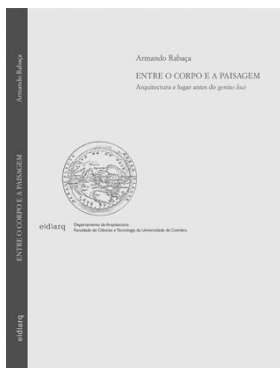 Armando Rabaça
ENTRE O CORPO E A PAISAGEM
e|d|arq
Armando Rabaça
ENTRE O CORPO E A PAISAGEM
Arquitectura e lugar antes do genius loci
e|d|arq
Departamento de Arquitectura
Faculdade de Ciências e Tecnologia da Universidade de Coimbra